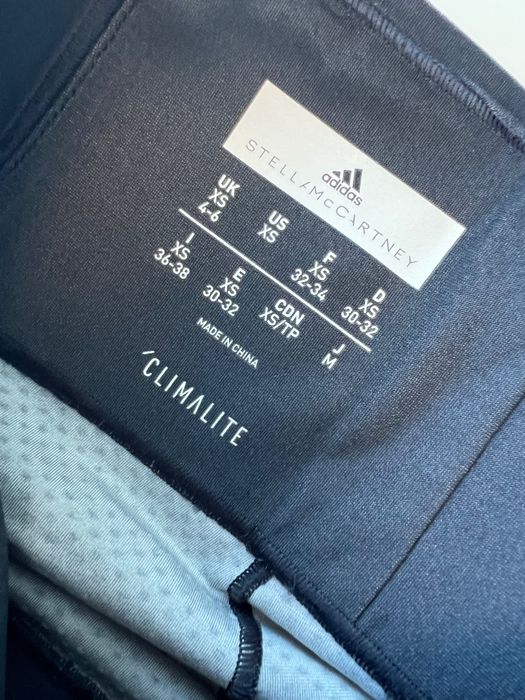 adidas
STELLA McCARTNEY
UK US F D
XS XS XS XS
4-6 32-34 30-32
I E CDN J
XS XS XS/TP M
36-38 30-32
MADE IN CHINA
CLIMALITE